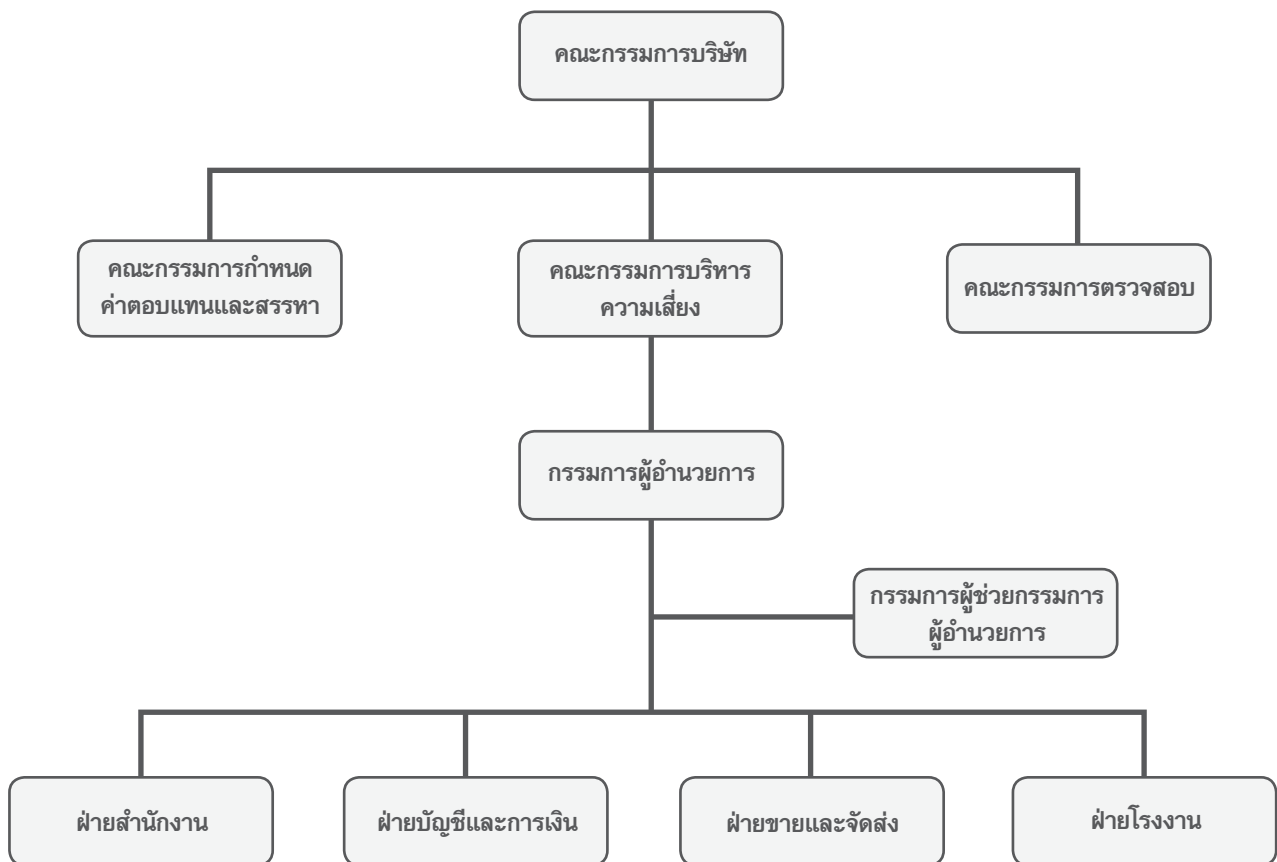 คณะกรรมการบริษัท
คณะกรรมการกำหนด
ค่าตอบแทนและสรรหา
คณะกรรมการบริหาร
ความเสี่ยง
คณะกรรมการตรวจสอบ
กรรมการผู้อำนวยการ
กรรมการผู้ช่วยกรรมการ
ผู้อำนวยการ
ฝ่ายสำนักงาน
ฝ่ายบัญชีและการเงิน
ฝ่ายขายและจัดส่ง
ฝ่ายโรงงาน